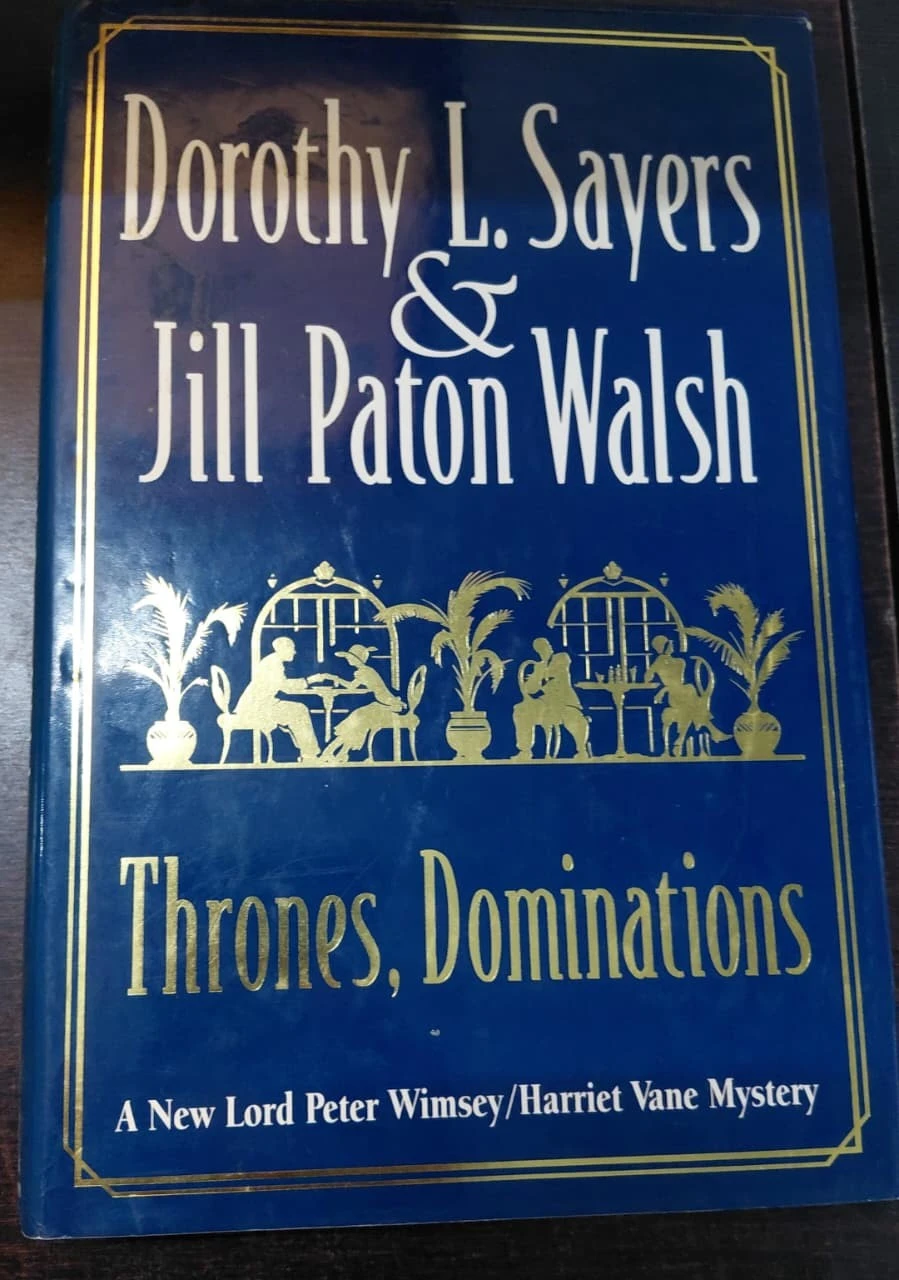 Dorothy L. Sayers
&
Jill Paton Walsh
Thrones, Dominations
A New Lord Peter Wimsey/Harriet Vane Mystery